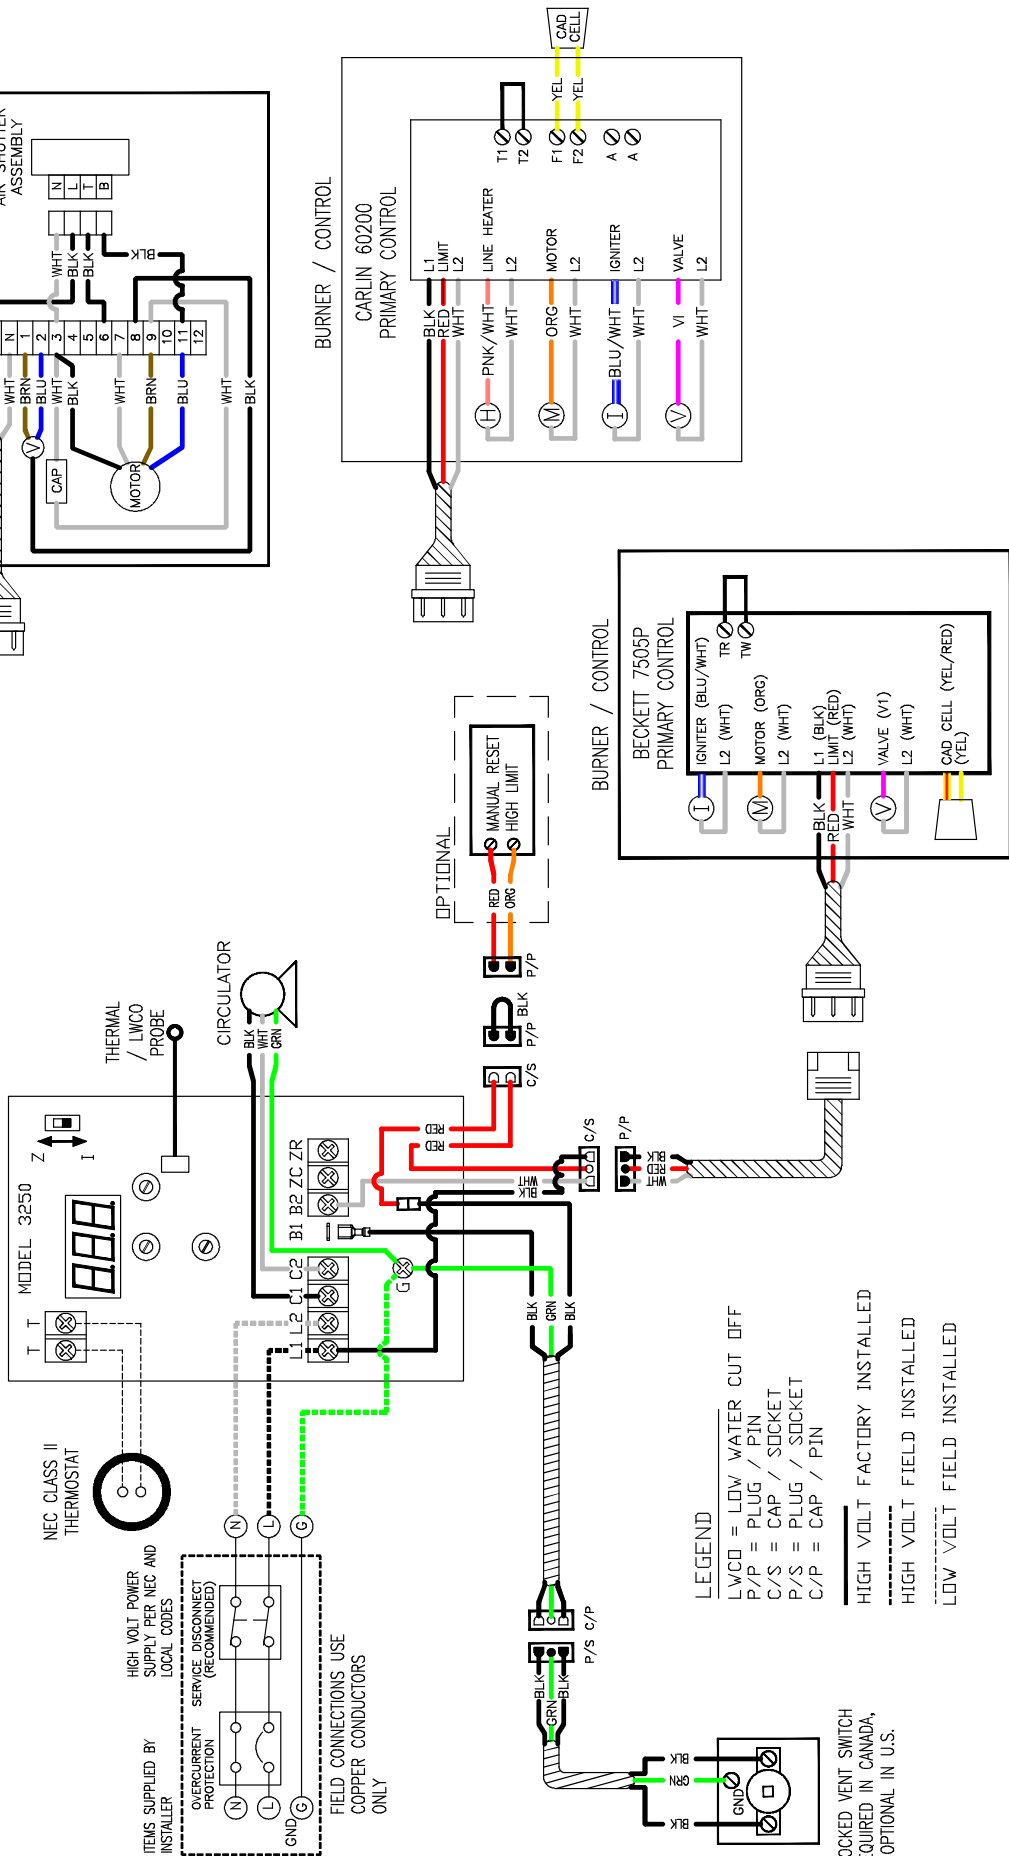 ASSEMBLY
N
L
T
B
WHT
BLK
BLK
BLK
N
1
2
3
4
5
6
7
8
9
10
11
12
WHT
BRN
BLU
WHT
BLK
WHT
BRN
BLU
WHT
BLK
V
CAP
MOTOR
BURNER / CONTROL
CARLIN 60200
PRIMARY CONTROL
CAD
CELL
YEL
YEL
T1
T2
F1
F2
A
A
L1
LIMIT
L2
LINE HEATER
L2
MOTOR
L2
IGNITER
L2
VALVE
L2
BLK
RED
WHT
PNK/WHT
WHT
ORG
WHT
BLU/WHT
WHT
VI
WHT
H
M
I
V
BURNER / CONTROL
BECKETT 7505P
PRIMARY CONTROL
TR
TW
IGNITER (BLU/WHT)
L2 (WHT)
MOTOR (ORG)
L2 (WHT)
L1 (BLK)
LIMIT (RED)
L2 (WHT)
VALVE (V1)
L2 (WHT)
CAD CELL (YEL/RED)
(YEL)
I
M
V
BLK
RED
WHT
OPTIONAL
MANUAL RESET
HIGH LIMIT
RED
ORG
P/P
BLK
P/P
C/S
RED
RED
C/S
P/P
WHT
BLK
BLK
RED
WHT
CIRCULATOR
BLK
WHT
GRN
THERMAL
/ LWCO
PROBE
MODEL 3250
Z
I
T
T
L1
L2
C1
C2
B1
B2
ZC
ZR
G
NEC CLASS II
THERMOSTAT
HIGH VOLT POWER
SUPPLY PER NEC AND
LOCAL CODES
N
L
G
ITEMS SUPPLIED BY
INSTALLER
OVERCURRENT
PROTECTION
SERVICE DISCONNECT
(RECOMMENDED)
N
L
GND
G
FIELD CONNECTIONS USE
COPPER CONDUCTORS
ONLY
BLK
GRN
BLK
C/P
P/S
BLK
GRN
BLK
BLK
GRN
BLK
GND
OCKED VENT SWITCH
EQUIRED IN CANADA,
OPTIONAL IN U.S.
LEGEND
LWCO = LOW WATER CUT OFF
P/P = PLUG / PIN
C/S = CAP / SOCKET
P/S = PLUG / SOCKET
C/P = CAP / PIN
HIGH VOLT FACTORY INSTALLED
HIGH VOLT FIELD INSTALLED
LOW VOLT FIELD INSTALLED